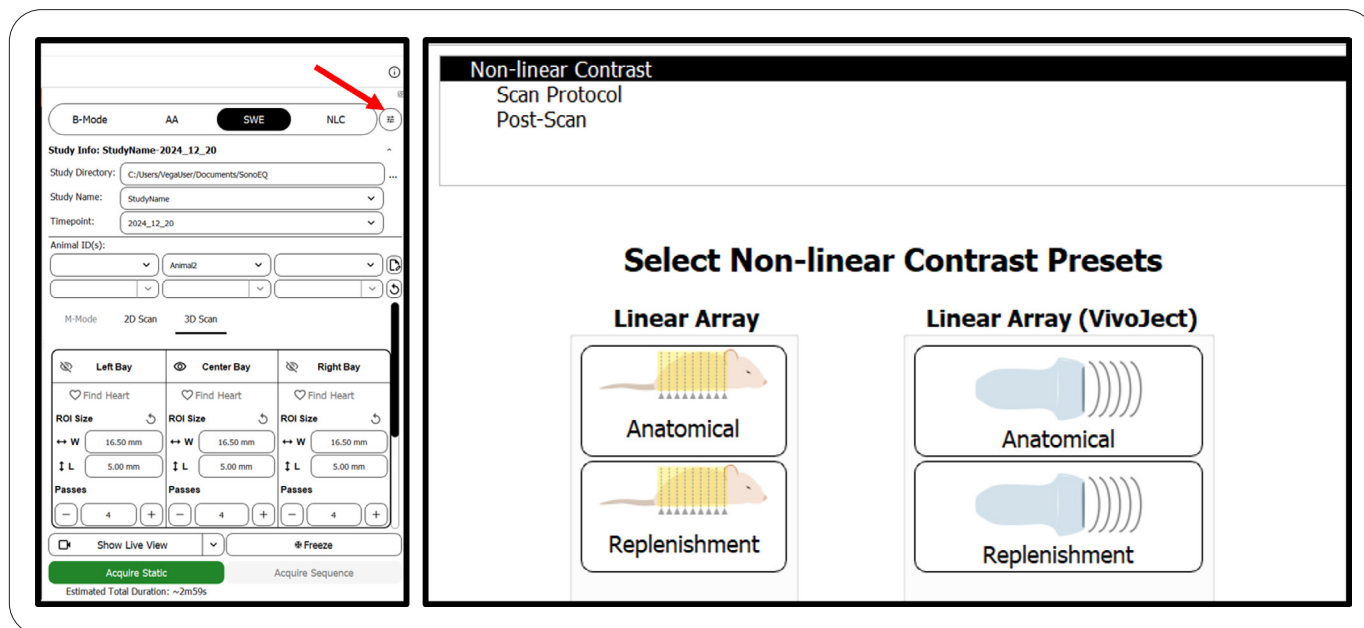 B-Mode AA SWE NLC
Study Info: StudyName-2024_12_20
Study Directory: C:/Users/VegaUser/Documents/SonoEQ ...
Study Name: StudyName
Timepoint: 2024_12_20
Animal ID(s):
Animal2
M-Mode 2D Scan 3D Scan
Left Bay Center Bay Right Bay
Find Heart Find Heart Find Heart
ROI Size ROI Size ROI Size
W 16.50 mm W 16.50 mm W 16.50 mm
L 5.00 mm L 5.00 mm L 5.00 mm
Passes Passes Passes
− 4 + − 4 + − 4 +
Show Live View Freeze
Acquire Static Acquire Sequence
Estimated Total Duration: ~2m59s
Non-linear Contrast
Scan Protocol
Post-Scan
Select Non-linear Contrast Presets
Linear Array Linear Array (VivoJect)
Anatomical Anatomical
Replenishment Replenishment